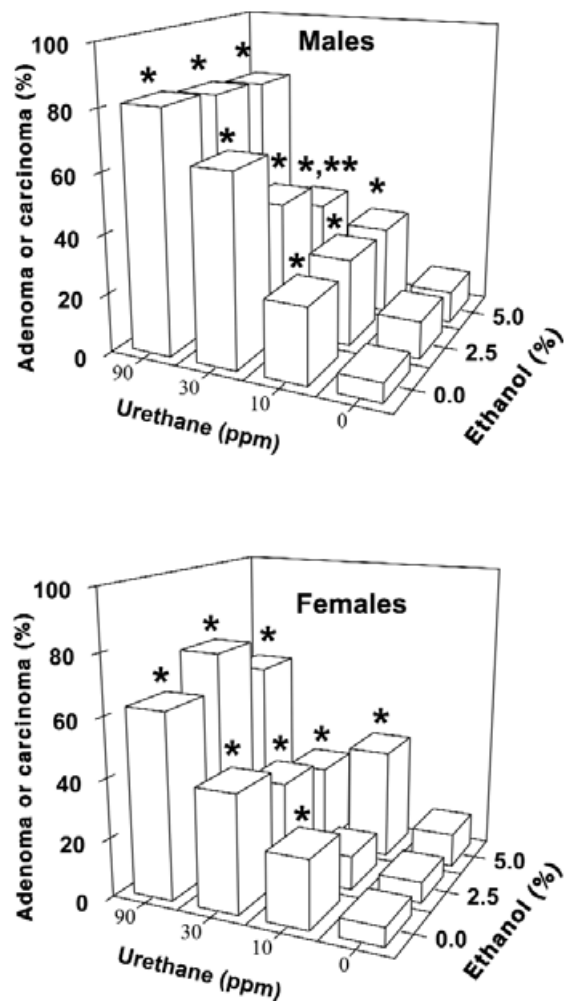 Males
Adenoma or carcinoma (%)
100
80
60
40
20
0
* * *
*
* *,** *
*
*
90
30
10
0
Urethane (ppm)
0.0
2.5
5.0
Ethanol (%)
Females
Adenoma or carcinoma (%)
100
80
60
40
20
0
* * *
* * * *
*
90
30
10
0
Urethane (ppm)
0.0
2.5
5.0
Ethanol (%)